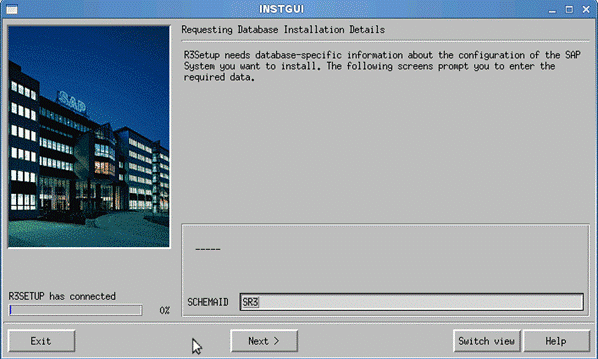 INSTGUI
Requesting Database Installation Details
R3Setup needs database-specific information about the configuration of the SAP
System you want to install. The following screens prompt you to enter the
required data.
SAP
-----
R3SETUP has connected
0%
SCHEMAID SR3
Exit
Next >
Switch view
Help